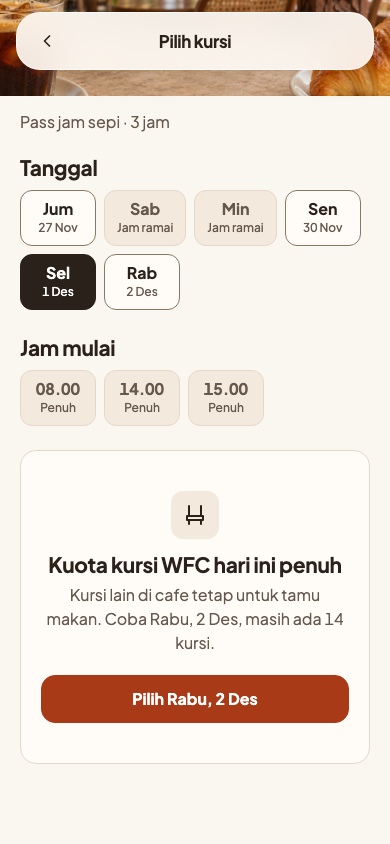 Pilih kursi
Pass jam sepi · 3 jam
Tanggal
Jum
27 Nov
Sab
Jam ramai
Min
Jam ramai
Sen
30 Nov
Sel
1 Des
Rab
2 Des
Jam mulai
08.00
Penuh
14.00
Penuh
15.00
Penuh
Kuota kursi WFC hari ini penuh
Kursi lain di cafe tetap untuk tamu
makan. Coba Rabu, 2 Des, masih ada 14
kursi.
Pilih Rabu, 2 Des